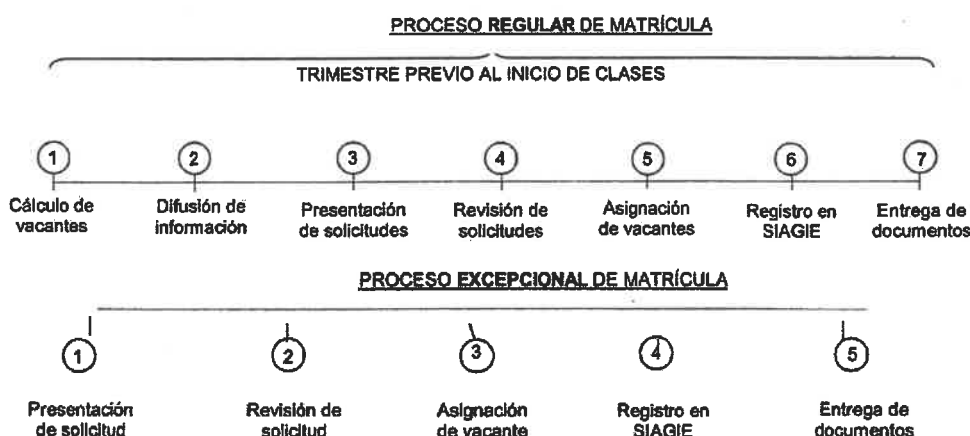 PROCESO REGULAR DE MATRÍCULA
TRIMESTRE PREVIO AL INICIO DE CLASES
1 2 3 4 5 6 7
Cálculo de Difusión de Presentación Revisión de Asignación Registro en Entrega de
vacantes información de solicitudes solicitudes de vacantes SIAGIE documentos
PROCESO EXCEPCIONAL DE MATRÍCULA
1 2 3 4 5
Presentación Revisión de Asignación Registro en Entrega de
de solicitud solicitud de vacante SIAGIE documentos